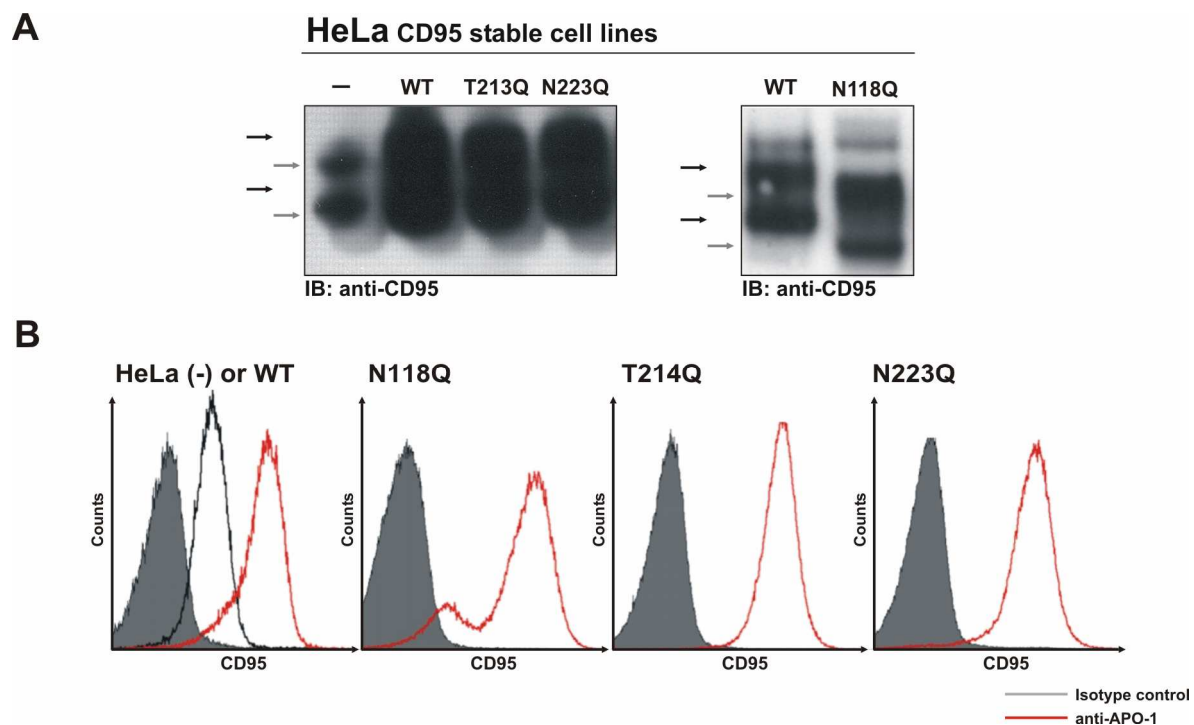 A
HeLa CD95 stable cell lines
– WT T213Q N223Q
WT N118Q
IB: anti-CD95
IB: anti-CD95
B
HeLa (-) or WT
N118Q
T214Q
N223Q
Counts
Counts
Counts
Counts
CD95
CD95
CD95
CD95
Isotype control
anti-APO-1